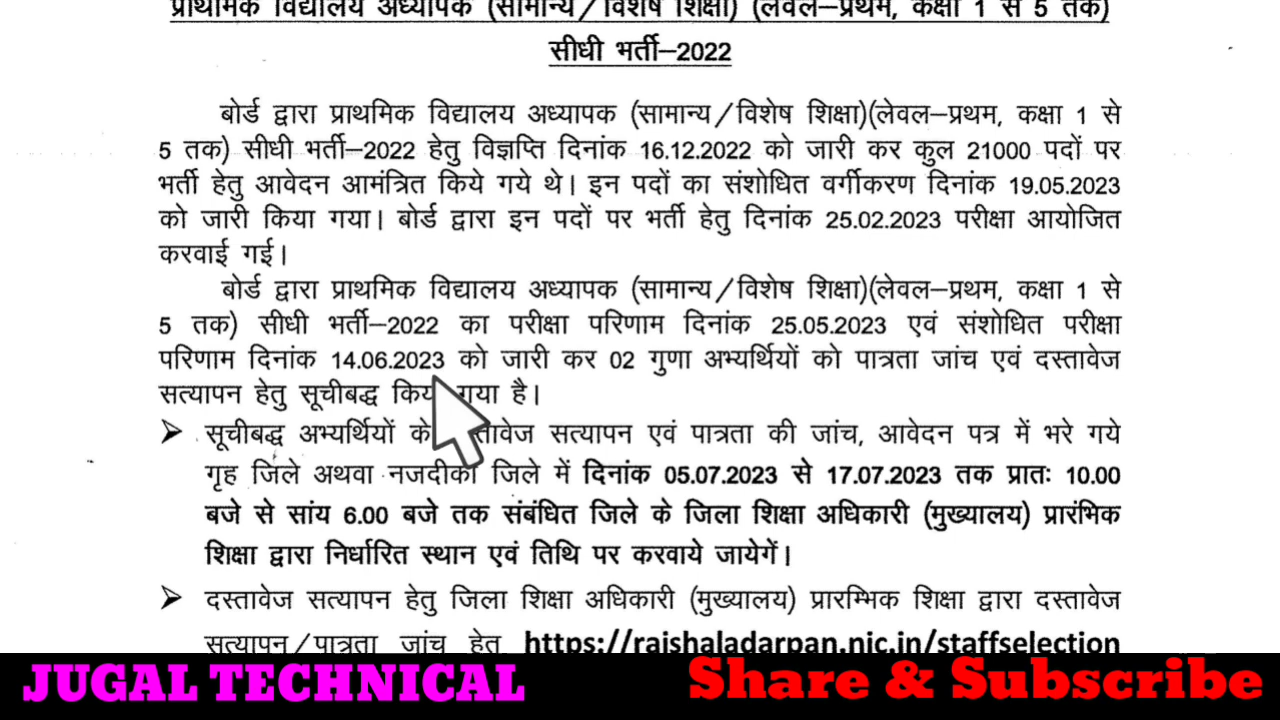 प्राथमिक विद्यालय अध्यापक (सामान्य/विशेष शिक्षा) (लेवल–प्रथम, कक्षा 1 से 5 तक)
सीधी भर्ती–2022
बोर्ड द्वारा प्राथमिक विद्यालय अध्यापक (सामान्य/विशेष शिक्षा)(लेवल–प्रथम, कक्षा 1 से
5 तक) सीधी भर्ती–2022 हेतु विज्ञप्ति दिनांक 16.12.2022 को जारी कर कुल 21000 पदों पर
भर्ती हेतु आवेदन आमंत्रित किये गये थे। इन पदों का संशोधित वर्गीकरण दिनांक 19.05.2023
को जारी किया गया। बोर्ड द्वारा इन पदों पर भर्ती हेतु दिनांक 25.02.2023 परीक्षा आयोजित
करवाई गई।
बोर्ड द्वारा प्राथमिक विद्यालय अध्यापक (सामान्य/विशेष शिक्षा)(लेवल–प्रथम, कक्षा 1 से
5 तक) सीधी भर्ती–2022 का परीक्षा परिणाम दिनांक 25.05.2023 एवं संशोधित परीक्षा
परिणाम दिनांक 14.06.2023 को जारी कर 02 गुणा अभ्यर्थियों को पात्रता जांच एवं दस्तावेज
सत्यापन हेतु सूचीबद्ध गया है।
➢ सूचीबद्ध अभ्यर्थियों के सत्यापन एवं पात्रता की जांच, आवेदन पत्र में भरे गये
गृह जिले अथवा नजदीकी जिले में दिनांक 05.07.2023 से 17.07.2023 तक प्रातः 10.00
बजे से सांय 6.00 बजे तक संबंधित जिले के जिला शिक्षा अधिकारी (मुख्यालय) प्रारंभिक
शिक्षा द्वारा निर्धारित स्थान एवं तिथि पर करवाये जायेगें।
➢ दस्तावेज सत्यापन हेतु जिला शिक्षा अधिकारी (मुख्यालय) प्रारम्भिक शिक्षा द्वारा दस्तावेज
सत्यापन/पात्रता जांच हेतु https://rajshaladarpan.nic.in/staffselection
JUGAL TECHNICAL
Share & Subscribe